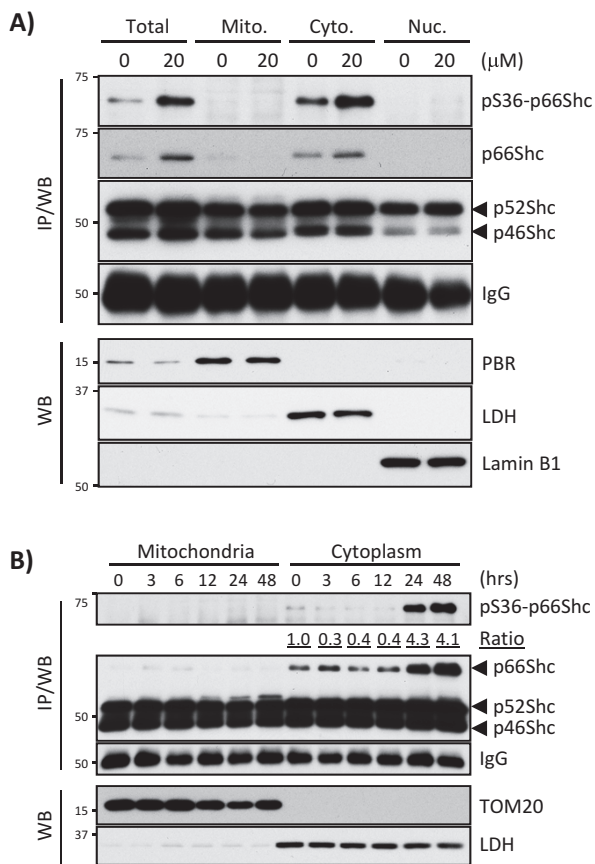 A)
Total Mito. Cyto. Nuc.
0 20 0 20 0 20 0 20 (μM)
75
pS36-p66Shc
75
p66Shc
IP/WB
50
◀ p52Shc
◀ p46Shc
50
IgG
WB
15
PBR
37
LDH
Lamin B1
50
B)
Mitochondria Cytoplasm
0 3 6 12 24 48 0 3 6 12 24 48 (hrs)
75
pS36-p66Shc
1.0 0.3 0.4 0.4 4.3 4.1 Ratio
IP/WB
◀ p66Shc
50
◀ p52Shc
◀ p46Shc
50
IgG
WB
15
TOM20
37
LDH